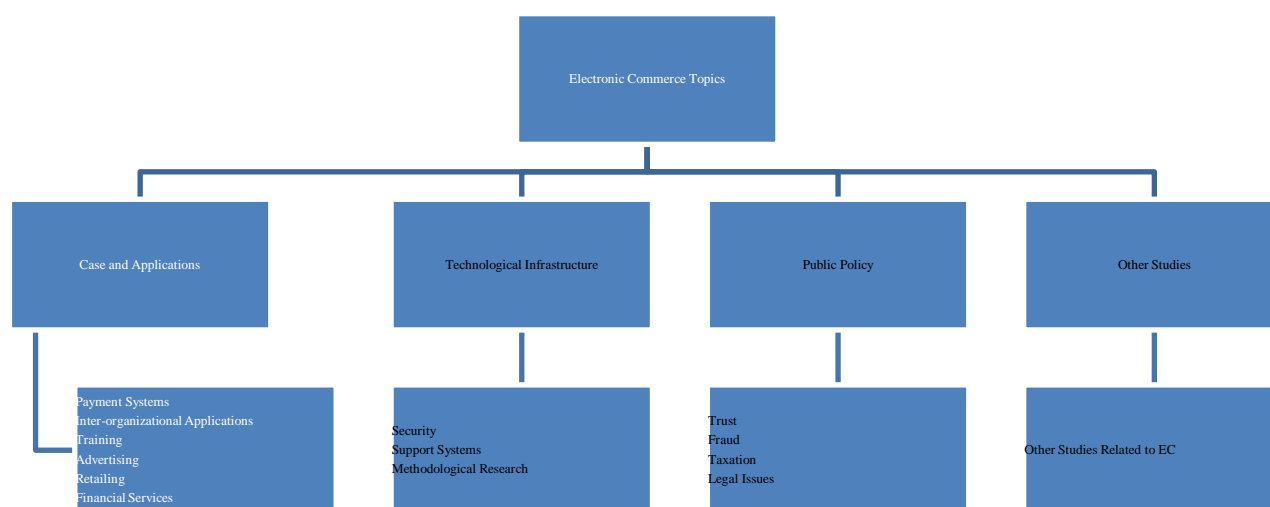 Electronic Commerce Topics
Case and Applications
Technological Infrastructure
Public Policy
Other Studies
Payment Systems
Inter-organizational Applications
Training
Advertising
Retailing
Financial Services
Security
Support Systems
Methodological Research
Trust
Fraud
Taxation
Legal Issues
Other Studies Related to EC